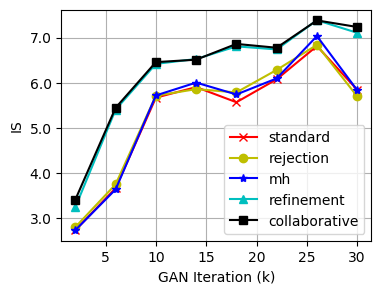 7.0
6.0
5.0
4.0
3.0
IS
standard
rejection
mh
refinement
collaborative
5 10 15 20 25 30
GAN Iteration (k)